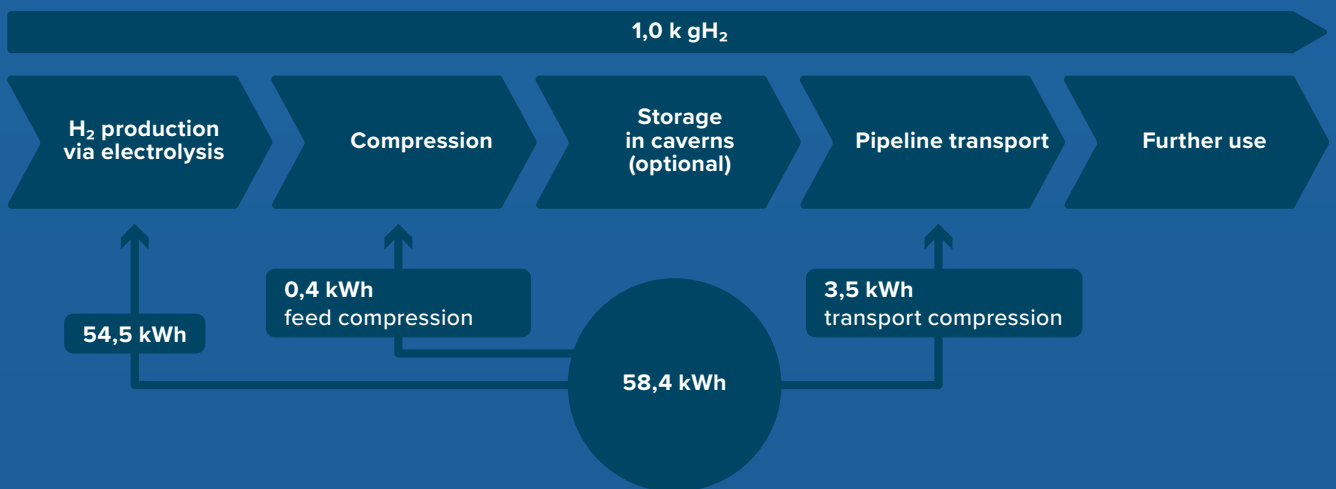 1,0 k gH₂
H₂ production
via electrolysis
Compression
Storage
in caverns
(optional)
Pipeline transport
Further use
0,4 kWh
feed compression
3,5 kWh
transport compression
54,5 kWh
58,4 kWh